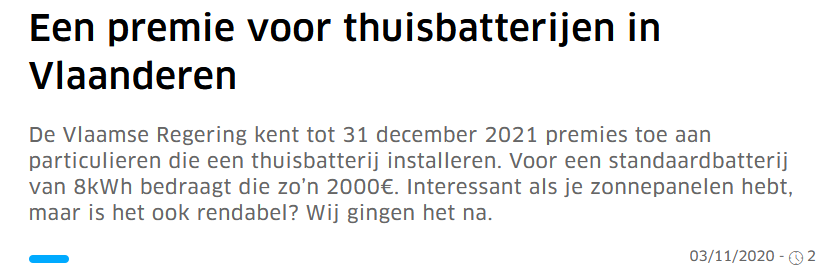 Een premie voor thuisbatterijen in
Vlaanderen
De Vlaamse Regering kent tot 31 december 2021 premies toe aan
particulieren die een thuisbatterij installeren. Voor een standaardbatterij
van 8kWh bedraagt die zo’n 2000€. Interessant als je zonnepanelen hebt,
maar is het ook rendabel? Wij gingen het na.
03/11/2020 - 2